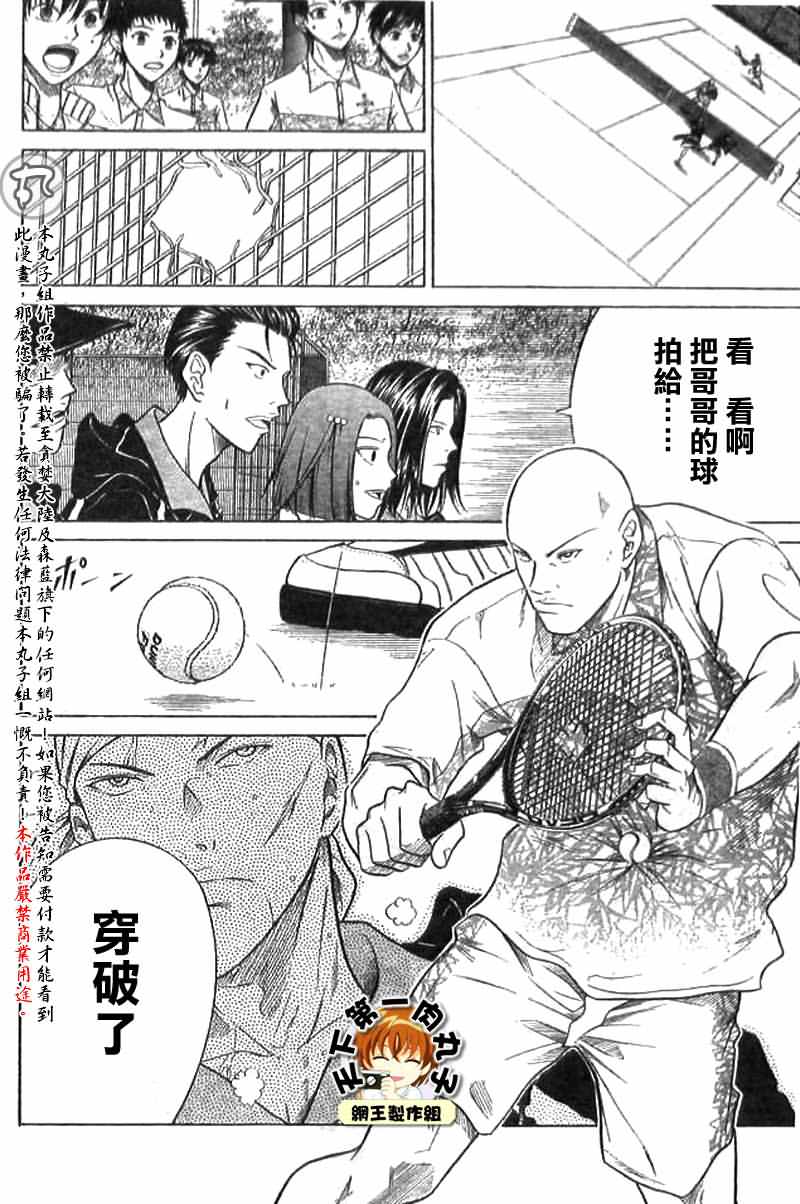 看 看啊
把哥哥的球
拍給……
ポーン
穿破了
本丸子組作品禁止轉載至貪婪大陸及森藍旗下的任何網站!如果您被告知需要付款才能看到
此漫畫,那麼您被騙了!若發生任何法律問題本丸子組一慨不負責!本作品嚴禁商業用途。
天下第一肉丸子
網王製作組